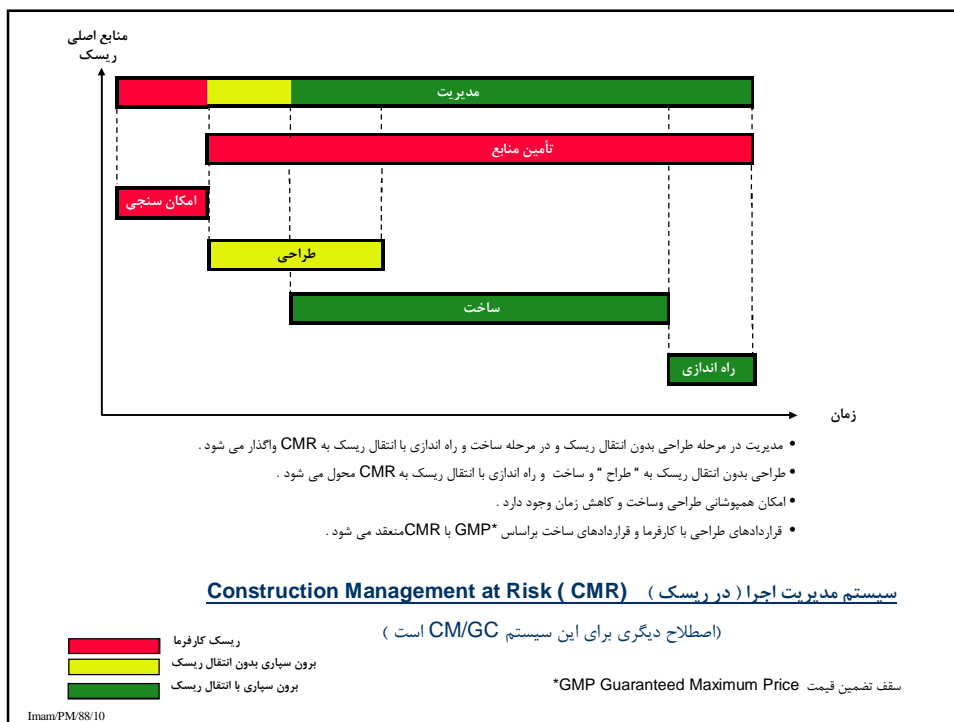 منابع اصلی
ریسک
مدیریت
تأمین منابع
امکان سنجی
طراحی
ساخت
راه اندازی
زمان
• مدیریت در مرحله طراحی بدون انتقال ریسک و در مرحله ساخت و راه اندازی با انتقال ریسک به CMR واگذار می شود .
• طراحی بدون انتقال ریسک به “ طراح “ و ساخت و راه اندازی با انتقال ریسک به CMR محول می شود .
• امکان همپوشانی طراحی وساخت و کاهش زمان وجود دارد .
• قراردادهای طراحی با کارفرما و قراردادهای ساخت براساس *GMP با CMRمنعقد می شود .
سیستم مدیریت اجرا ( در ریسک ) Construction Management at Risk ( CMR)
(اصطلاح دیگری برای این سیستم CM/GC است )
ریسک کارفرما
برون سپاری بدون انتقال ریسک
برون سپاری با انتقال ریسک
سقف تضمین قیمت GMP Guaranteed Maximum Price*
Imam/PM/88/10